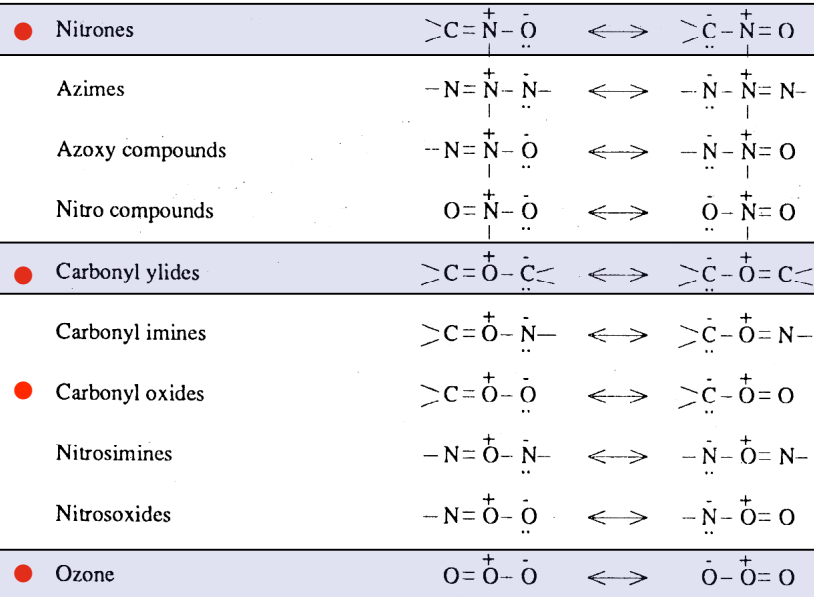 Nitrones >C=N⁺–Ö⁻ ⟷ >C̈⁻–N⁺=O
Azimes –N=N⁺–N̈⁻– ⟷ –N̈⁻–N⁺=N–
Azoxy compounds –N=N⁺–Ö⁻ ⟷ –N̈⁻–N⁺=O
Nitro compounds O=N⁺–Ö⁻ ⟷ Ö⁻–N⁺=O
Carbonyl ylides >C=O⁺–C̈⁻< ⟷ >C̈⁻–O⁺=C<
Carbonyl imines >C=O⁺–N̈⁻– ⟷ >C̈⁻–O⁺=N–
Carbonyl oxides >C=O⁺–Ö⁻ ⟷ >C̈⁻–O⁺=O
Nitrosimines –N=O⁺–N̈⁻– ⟷ –N̈⁻–O⁺=N–
Nitrosoxides –N=O⁺–Ö⁻ ⟷ –N̈⁻–O⁺=O
Ozone O=O⁺–Ö⁻ ⟷ Ö⁻–O⁺=O